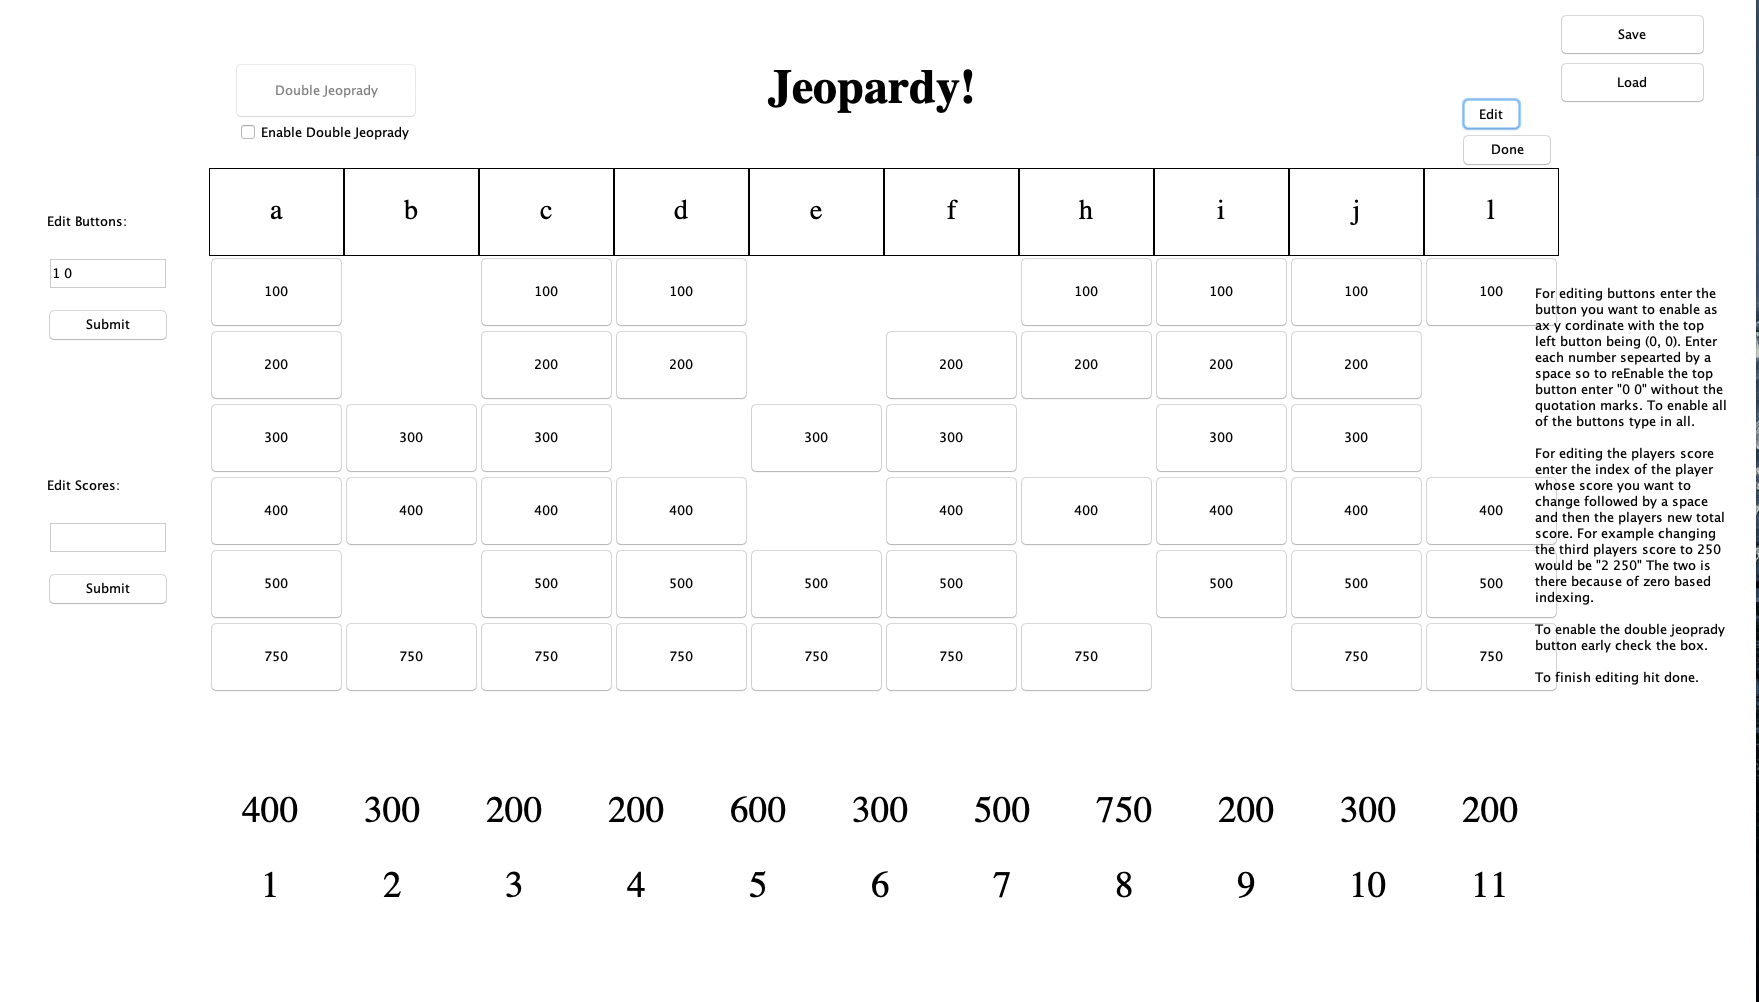 Save
Double Jeoprady
Jeopardy!
Load
Edit
Enable Double Jeoprady
Done
a b c d e f h i j l
Edit Buttons:
1 0
Submit
100 100 100 100 100 100 100
200 200 200 200 200 200 200
300 300 300 300 300 300 300
400 400 400 400 400 400 400 400 400
500 500 500 500 500 500 500 500
750 750 750 750 750 750 750 750 750
Edit Scores:
Submit
For editing buttons enter the
button you want to enable as
ax y cordinate with the top
left button being (0, 0). Enter
each number sepearted by a
space so to reEnable the top
button enter "0 0" without the
quotation marks. To enable all
of the buttons type in all.
For editing the players score
enter the index of the player
whose score you want to
change followed by a space
and then the players new total
score. For example changing
the third players score to 250
would be "2 250" The two is
there because of zero based
indexing.
To enable the double jeoprady
button early check the box.
To finish editing hit done.
400 300 200 200 600 300 500 750 200 300 200
1 2 3 4 5 6 7 8 9 10 11